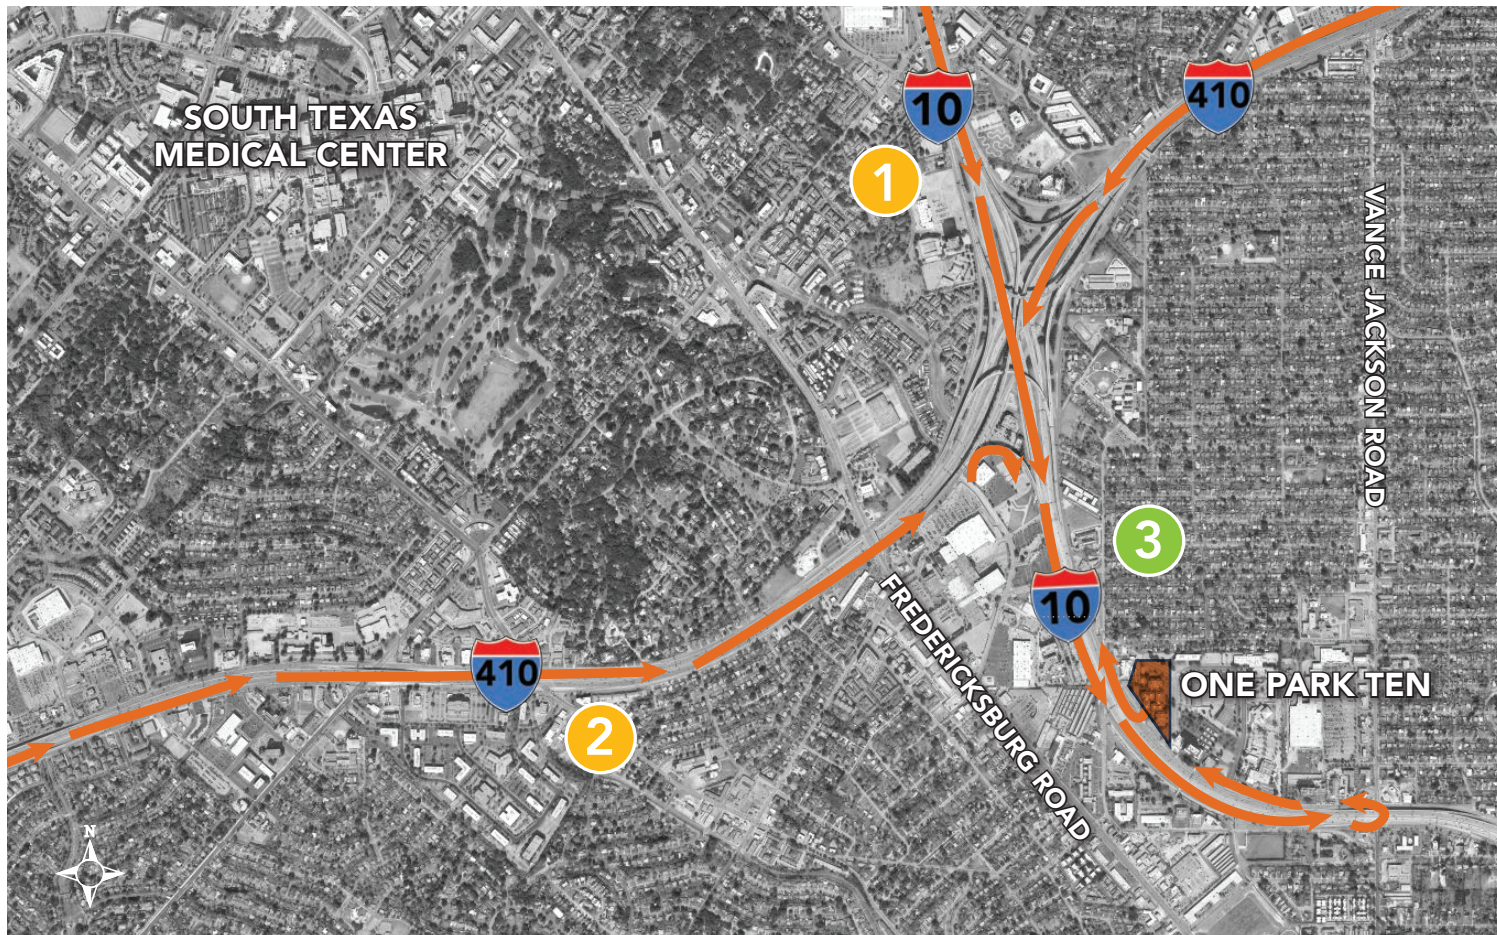 10
410
SOUTH TEXAS
MEDICAL CENTER
1
VANCE JACKSON ROAD
3
FREDERICKSBURG ROAD
10
410
ONE PARK TEN
2
N